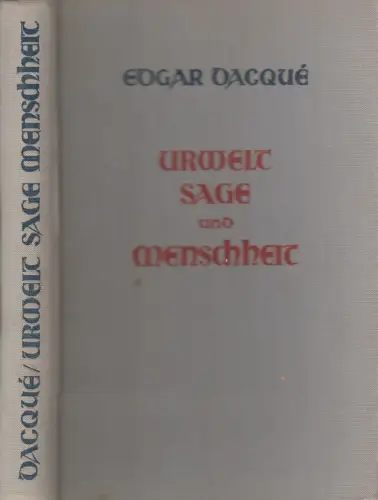 DACQUÉ / URWELT SAGE MENSCHHEIT
EDGAR DACQUÉ
URWELT
SAGE
und
MENSCHHEIT